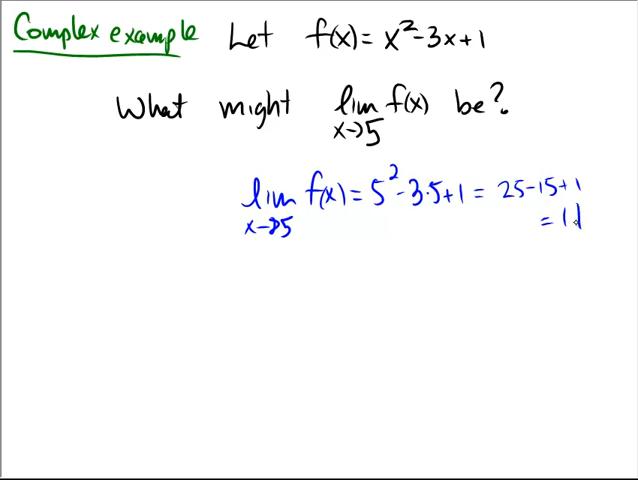 Complex example Let f(x) = x² - 3x + 1
What might lim f(x) be?
x→5
lim f(x) = 5² - 3·5 + 1 = 25 - 15 + 1
x→5
= 11